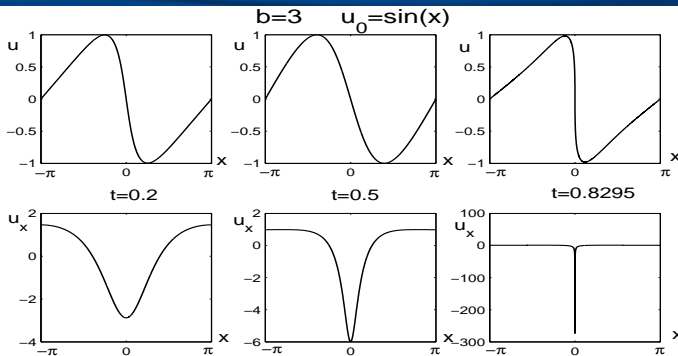 b=3 u₀=sin(x)
u 1 0.5 0 −0.5 −1 −π 0 π x
u 1 0.5 0 −0.5 −1 −π 0 π x
u 1 0.5 0 −0.5 −1 −π 0 π x
t=0.2 t=0.5 t=0.8295
uₓ 2 0 −2 −4 −π 0 π x
uₓ 2 0 −2 −4 −6 −π 0 π x
uₓ 100 0 −100 −200 −300 −π 0 π x